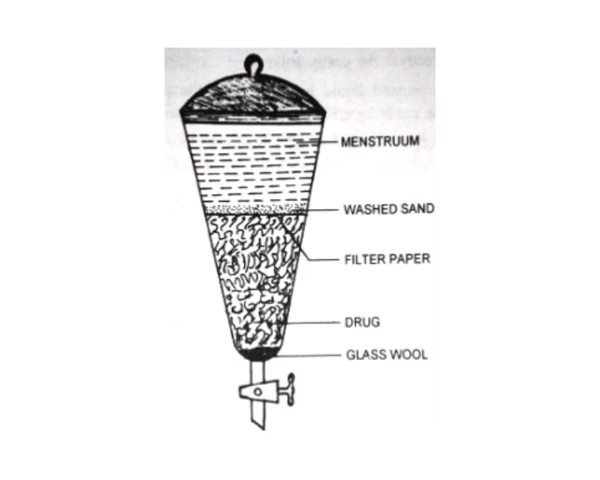 MENSTRUUM
WASHED SAND
FILTER PAPER
DRUG
GLASS WOOL